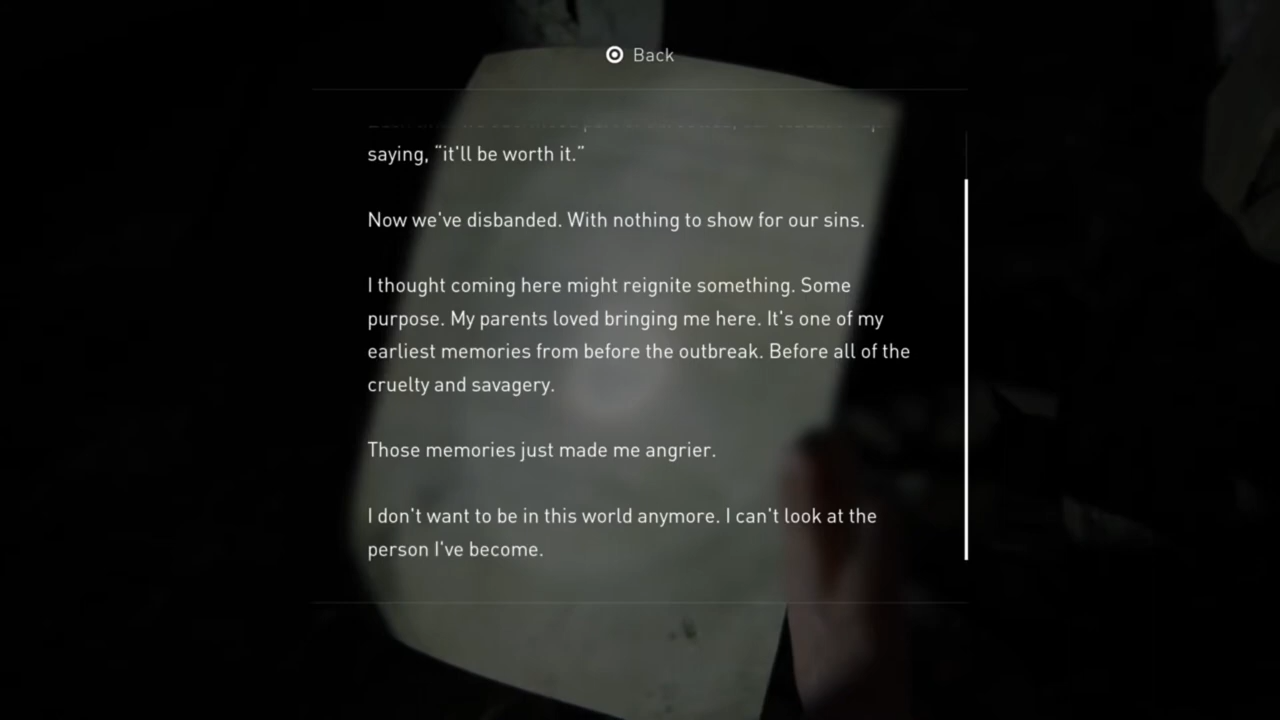 Back
saying, “it'll be worth it.”
Now we've disbanded. With nothing to show for our sins.
I thought coming here might reignite something. Some
purpose. My parents loved bringing me here. It's one of my
earliest memories from before the outbreak. Before all of the
cruelty and savagery.
Those memories just made me angrier.
I don't want to be in this world anymore. I can't look at the
person I've become.